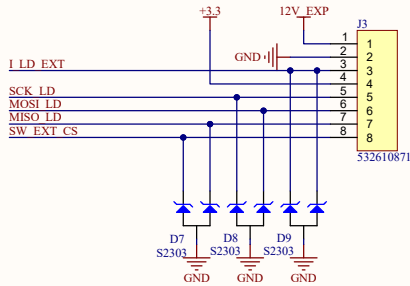 +3.3
12V_EXP
J3
1 1
GND 2 2
I_LD_EXT 3 3
4 4
SCK_LD 5 5
MOSI_LD 6 6
MISO_LD 7 7
SW_EXT_CS 8 8
532610871
D7 D8 D9
S2303 S2303 S2303
GND GND GND